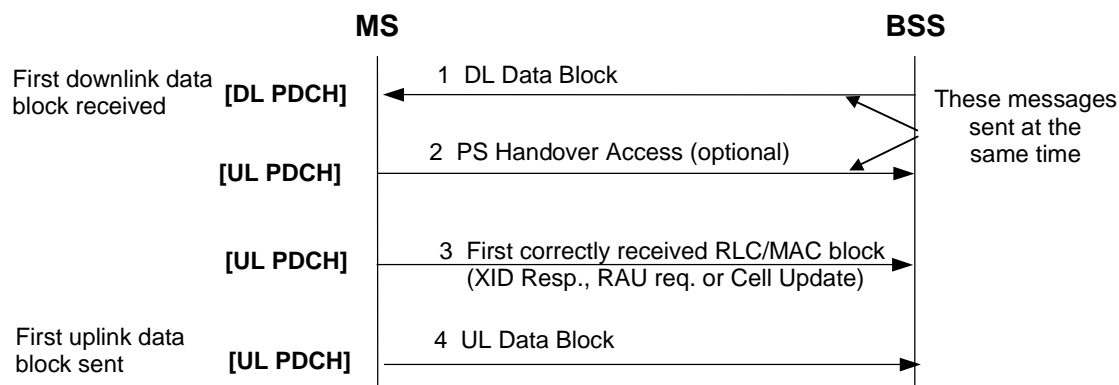 MS
BSS
First downlink data
block received
[DL PDCH]
1 DL Data Block
These messages
sent at the
same time
2 PS Handover Access (optional)
[UL PDCH]
3 First correctly received RLC/MAC block
(XID Resp., RAU req. or Cell Update)
[UL PDCH]
First uplink data
block sent
[UL PDCH]
4 UL Data Block